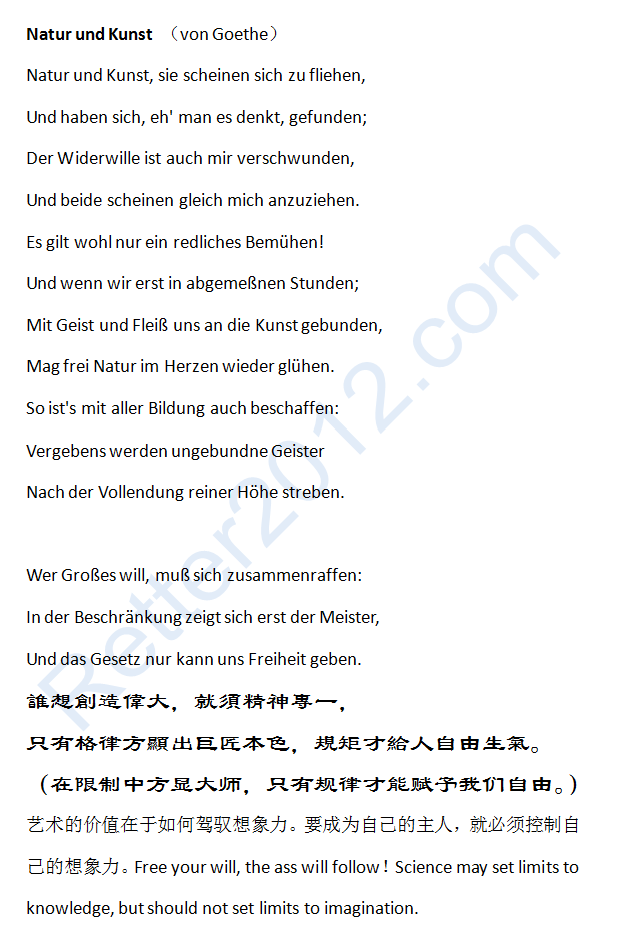 Natur und Kunst （von Goethe）
Natur und Kunst, sie scheinen sich zu fliehen,
Und haben sich, eh' man es denkt, gefunden;
Der Widerwille ist auch mir verschwunden,
Und beide scheinen gleich mich anzuziehen.
Es gilt wohl nur ein redliches Bemühen!
Und wenn wir erst in abgemeßnen Stunden;
Mit Geist und Fleiß uns an die Kunst gebunden,
Mag frei Natur im Herzen wieder glühen.
So ist's mit aller Bildung auch beschaffen:
Vergebens werden ungebundne Geister
Nach der Vollendung reiner Höhe streben.
Wer Großes will, muß sich zusammenraffen:
In der Beschränkung zeigt sich erst der Meister,
Und das Gesetz nur kann uns Freiheit geben.
誰想創造偉大，就須精神專一，
只有格律方顯出巨匠本色，規矩才給人自由生氣。
（在限制中方显大师，只有规律才能赋予我们自由。）
艺术的价值在于如何驾驭想象力。要成为自己的主人，就必须控制自
己的想象力。Free your will, the ass will follow！Science may set limits to
knowledge, but should not set limits to imagination.
Retter2012.com